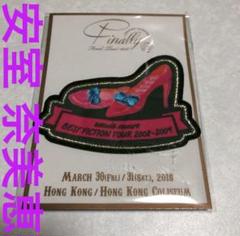 安室奈美恵
Finally
namie amuro
BEST FICTION TOUR 2008-2009
MARCH 30(FRI) / 31(SAT), 2018
HONG KONG / HONG KONG COLISEUM